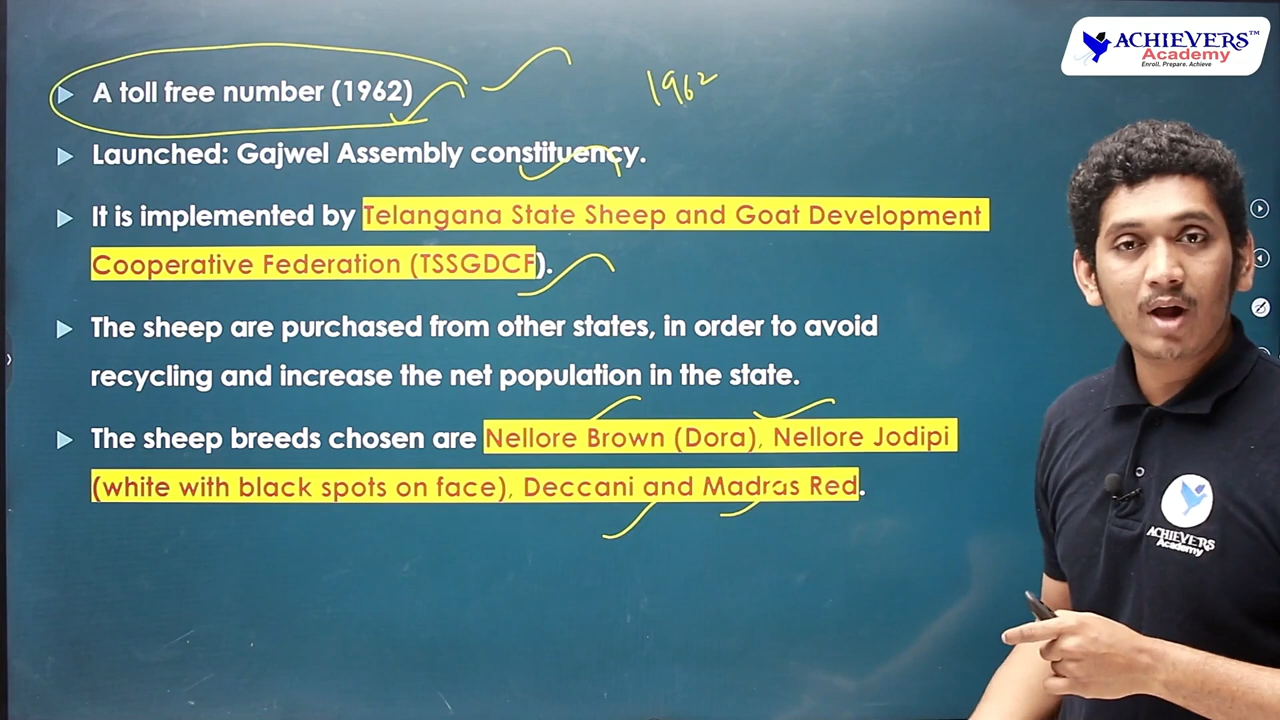 ACHIEVERS™
Academy
Enroll. Prepare. Achieve
A toll free number (1962)
1962
Launched: Gajwel Assembly constituency.
It is implemented by Telangana State Sheep and Goat Development
Cooperative Federation (TSSGDCF).
The sheep are purchased from other states, in order to avoid
recycling and increase the net population in the state.
The sheep breeds chosen are Nellore Brown (Dora), Nellore Jodipi
(white with black spots on face), Deccani and Madras Red.
ACHIEVERS
Academy